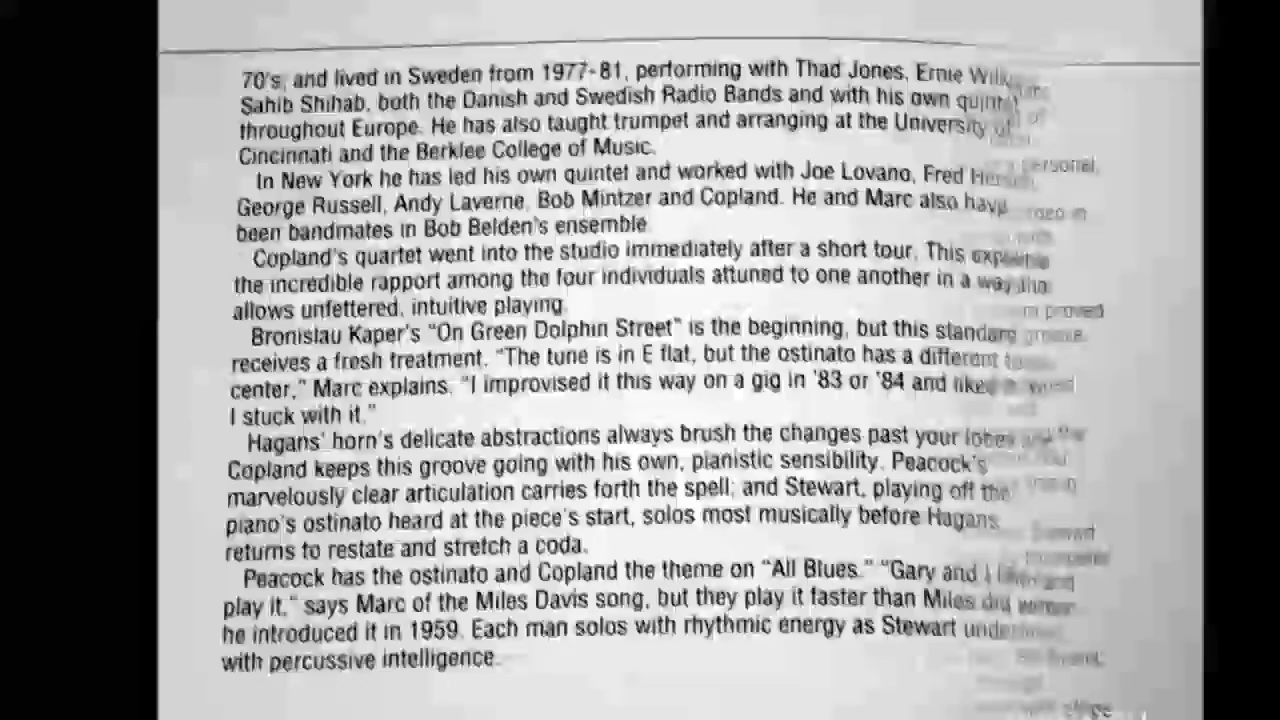 70's, and lived in Sweden from 1977-81, performing with Thad Jones, Ernie
Sahib Shihab, both the Danish and Swedish Radio Bands and with his own quintet
throughout Europe. He has also taught trumpet and arranging at the University of
Cincinnati and the Berklee College of Music.
In New York he has led his own quintet and worked with Joe Lovano, Fred
George Russell, Andy Laverne, Bob Mintzer and Copland. He and Marc also have
been bandmates in Bob Belden's ensemble
Copland's quartet went into the studio immediately after a short tour. This
the incredible rapport among the four individuals attuned to one another in a way
allows unfettered, intuitive playing.
Bronislau Kaper's "On Green Dolphin Street" is the beginning, but this standard
receives a fresh treatment. "The tune is in E flat, but the ostinato has a different
center," Marc explains. "I improvised it this way on a gig in '83 or '84 and liked
I stuck with it."
Hagans' horn's delicate abstractions always brush the changes past your lobes
Copland keeps this groove going with his own, pianistic sensibility. Peacock's
marvelously clear articulation carries forth the spell; and Stewart, playing off the
piano's ostinato heard at the piece's start, solos most musically before Hagans
returns to restate and stretch a coda.
Peacock has the ostinato and Copland the theme on "All Blues." "Gary and I
play it," says Marc of the Miles Davis song, but they play it faster than Miles did
he introduced it in 1959. Each man solos with rhythmic energy as Stewart
with percussive intelligence.